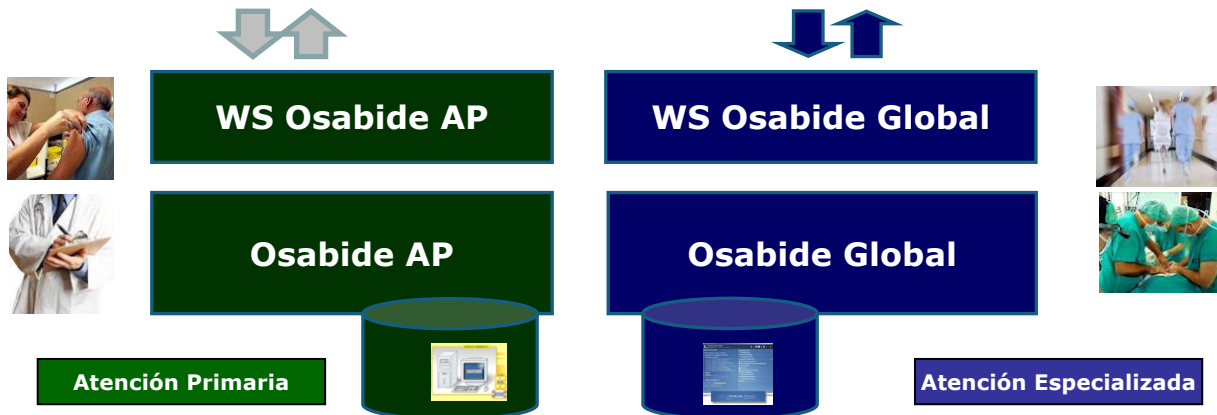 WS Osabide AP
WS Osabide Global
Osabide AP
Osabide Global
Atención Primaria
Atención Especializada